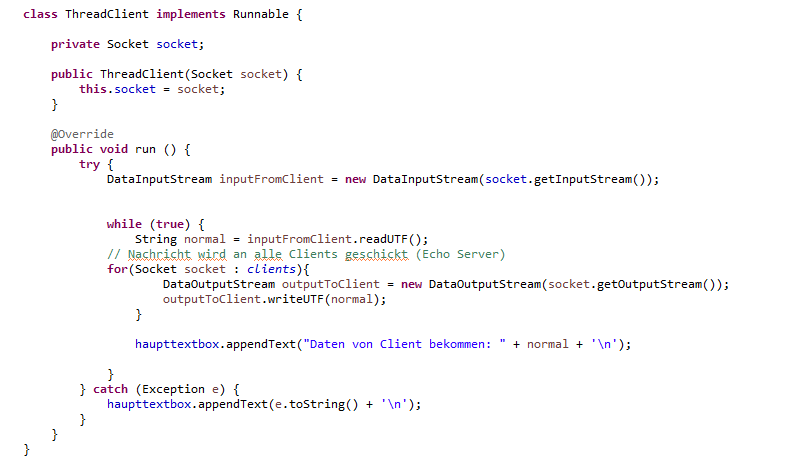 class ThreadClient implements Runnable {
private Socket socket;
public ThreadClient(Socket socket) {
this.socket = socket;
}
@Override
public void run () {
try {
DataInputStream inputFromClient = new DataInputStream(socket.getInputStream());
while (true) {
String normal = inputFromClient.readUTF();
// Nachricht wird an alle Clients geschickt (Echo Server)
for(Socket socket : clients){
DataOutputStream outputToClient = new DataOutputStream(socket.getOutputStream());
outputToClient.writeUTF(normal);
}
haupttextbox.appendText("Daten von Client bekommen: " + normal + '\n');
}
} catch (Exception e) {
haupttextbox.appendText(e.toString() + '\n');
}
}
}